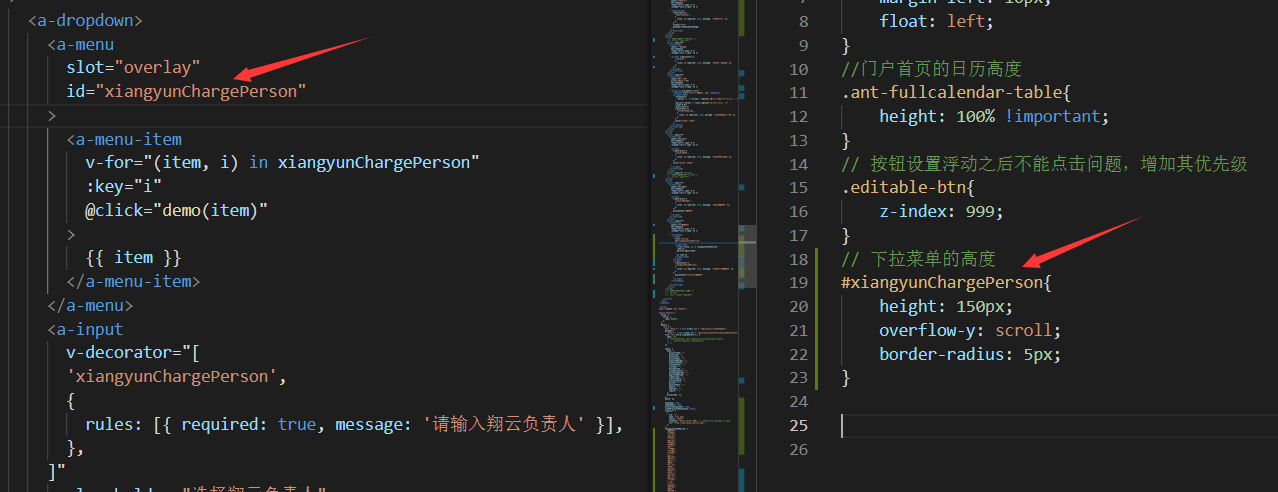 <a-dropdown>
<a-menu
slot="overlay"
id="xiangyunChargePerson"
>
<a-menu-item
v-for="(item, i) in xiangyunChargePerson"
:key="i"
@click="demo(item)"
>
{{ item }}
</a-menu-item>
</a-menu>
<a-input
v-decorator="[
'xiangyunChargePerson',
{
rules: [{ required: true, message: '请输入翔云负责人' }],
},
]"
8 float: left;
9 }
10 //门户首页的日历高度
11 .ant-fullcalendar-table{
12 height: 100% !important;
13 }
14 // 按钮设置浮动之后不能点击问题，增加其优先级
15 .editable-btn{
16 z-index: 999;
17 }
18 // 下拉菜单的高度
19 #xiangyunChargePerson{
20 height: 150px;
21 overflow-y: scroll;
22 border-radius: 5px;
23 }
24
25
26